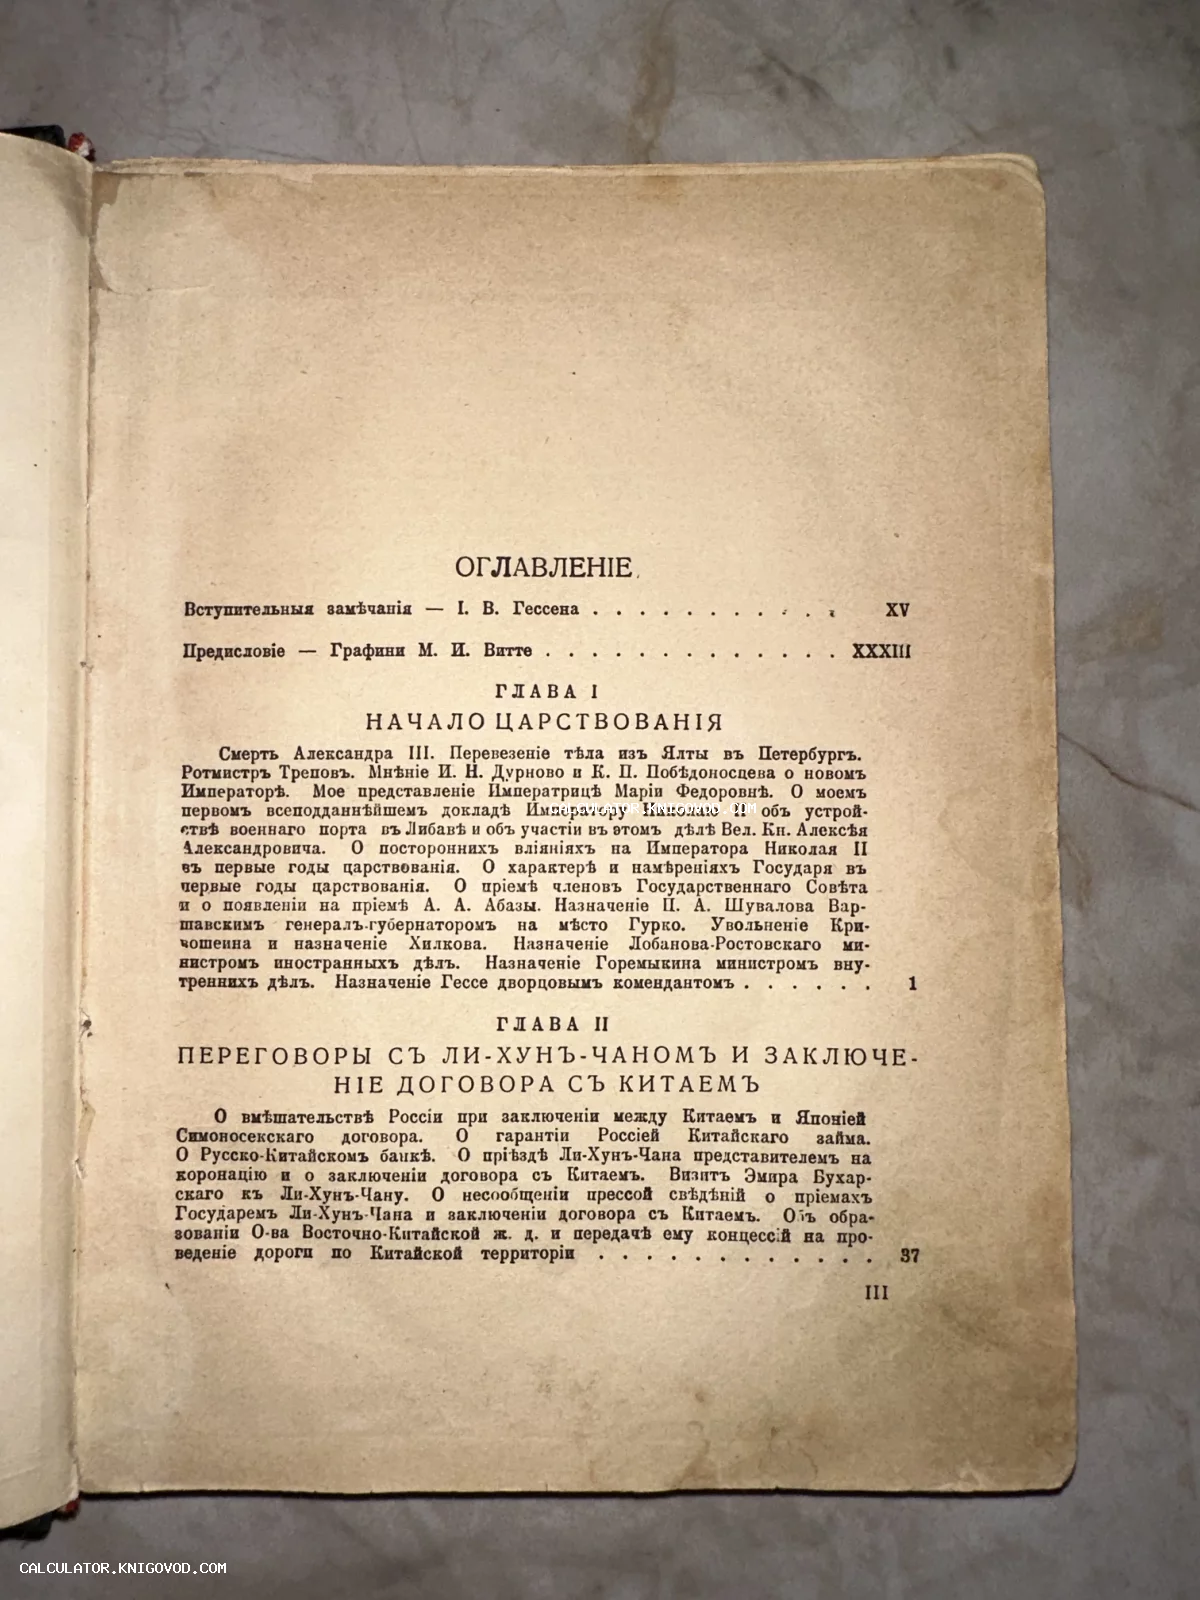 ОГЛАВЛЕНІЕ
Вступительныя замѣчанія — І. В. Гессена . . . . . . . . . . . XV
Предисловіе — Графини М. И. Витте . . . . . . . . . . . . . XXXIII
ГЛАВА I
НАЧАЛО ЦАРСТВОВАНІЯ
Смерть Александра III. Перевезеніе тѣла изъ Ялты въ Петербургъ.
Ротмистръ Треповъ. Мнѣніе И. Н. Дурново и К. П. Побѣдоносцева о новомъ
Императорѣ. Мое представленіе Императрицѣ Маріи Федоровнѣ. О моемъ
первомъ всеподданнѣйшемъ докладѣ Императору Николаю II объ устрой-
ствѣ военнаго порта въ Либавѣ и объ участіи въ этомъ дѣлѣ Вел. Кн. Алексѣя
Александровича. О постороннихъ вліяніяхъ на Императора Николая II
въ первые годы царствованія. О характерѣ и намѣреніяхъ Государя въ
первые годы царствованія. О пріемѣ членовъ Государственнаго Совѣта
и о появленіи на пріемѣ А. А. Абазы. Назначеніе П. А. Шувалова Вар-
шавскимъ генералъ-губернаторомъ на мѣсто Гурко. Увольненіе Кри-
вошеина и назначеніе Хилкова. Назначеніе Лобанова-Ростовскаго ми-
нистромъ иностранныхъ дѣлъ. Назначеніе Горемыкина министромъ вну-
треннихъ дѣлъ. Назначеніе Гессе дворцовымъ комендантомъ . . . . . . 1
ГЛАВА II
ПЕРЕГОВОРЫ СЪ ЛИ-ХУНЪ-ЧАНОМЪ И ЗАКЛЮЧЕ-
НІЕ ДОГОВОРА СЪ КИТАЕМЪ
О вмѣшательствѣ Россіи при заключеніи между Китаемъ и Японіей
Симоносекскаго договора. О гарантіи Россіей Китайскаго займа.
О Русско-Китайскомъ банкѣ. О пріѣздѣ Ли-Хунъ-Чана представителемъ на
коронацію и о заключеніи договора съ Китаемъ. Визитъ Эмира Бухар-
скаго къ Ли-Хунъ-Чану. О несообщеніи прессой свѣдѣній о пріемахъ
Государемъ Ли-Хунъ-Чана и заключеніи договора съ Китаемъ. Объ обра-
зованіи О-ва Восточно-Китайской ж. д. и передачѣ ему концессій на про-
веденіе дороги по Китайской территоріи . . . . . . . . . . . . 37
III
CALCULATOR.KNIGOVOD.COM
CALCULATOR.KNIGOVOD.COM